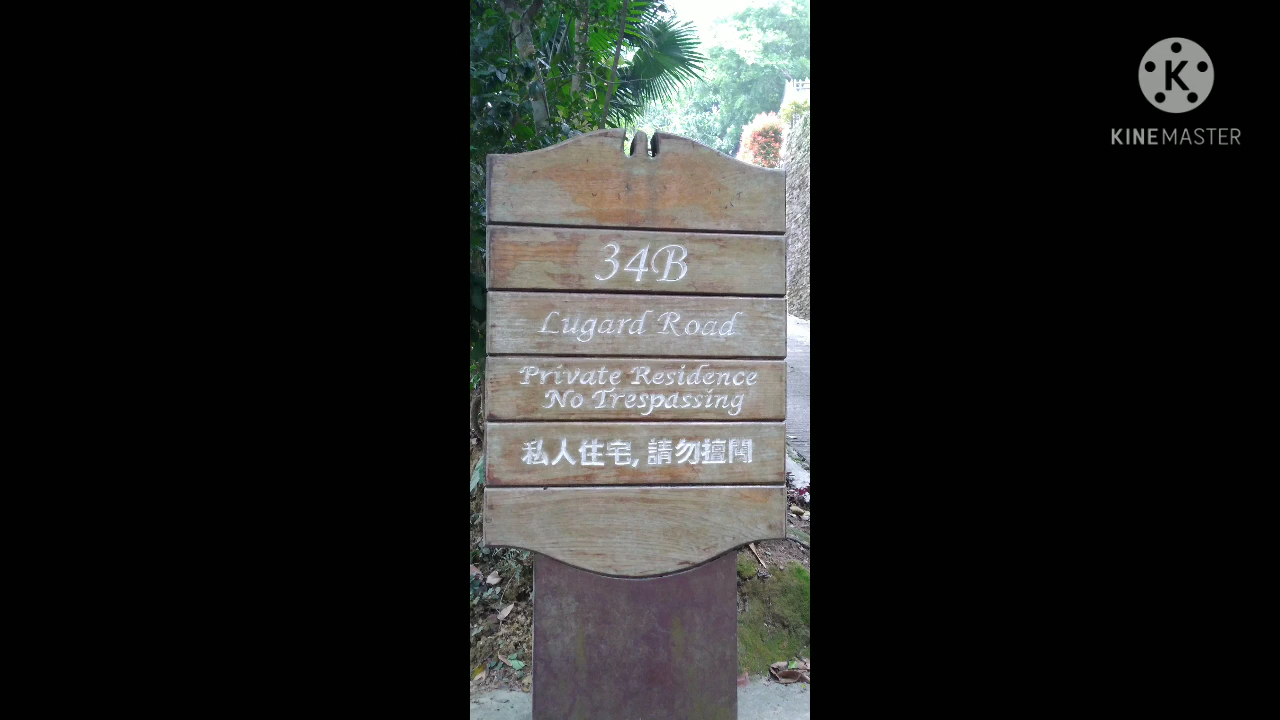 K
KINEMASTER
34B
Lugard Road
Private Residence
No Trespassing
私人住宅, 請勿擅闖